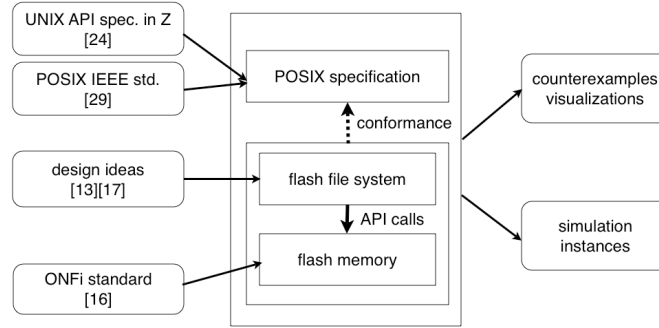 UNIX API spec. in Z
[24]
POSIX IEEE std.
[29]
design ideas
[13][17]
ONFi standard
[16]
POSIX specification
conformance
flash file system
API calls
flash memory
counterexamples
visualizations
simulation
instances